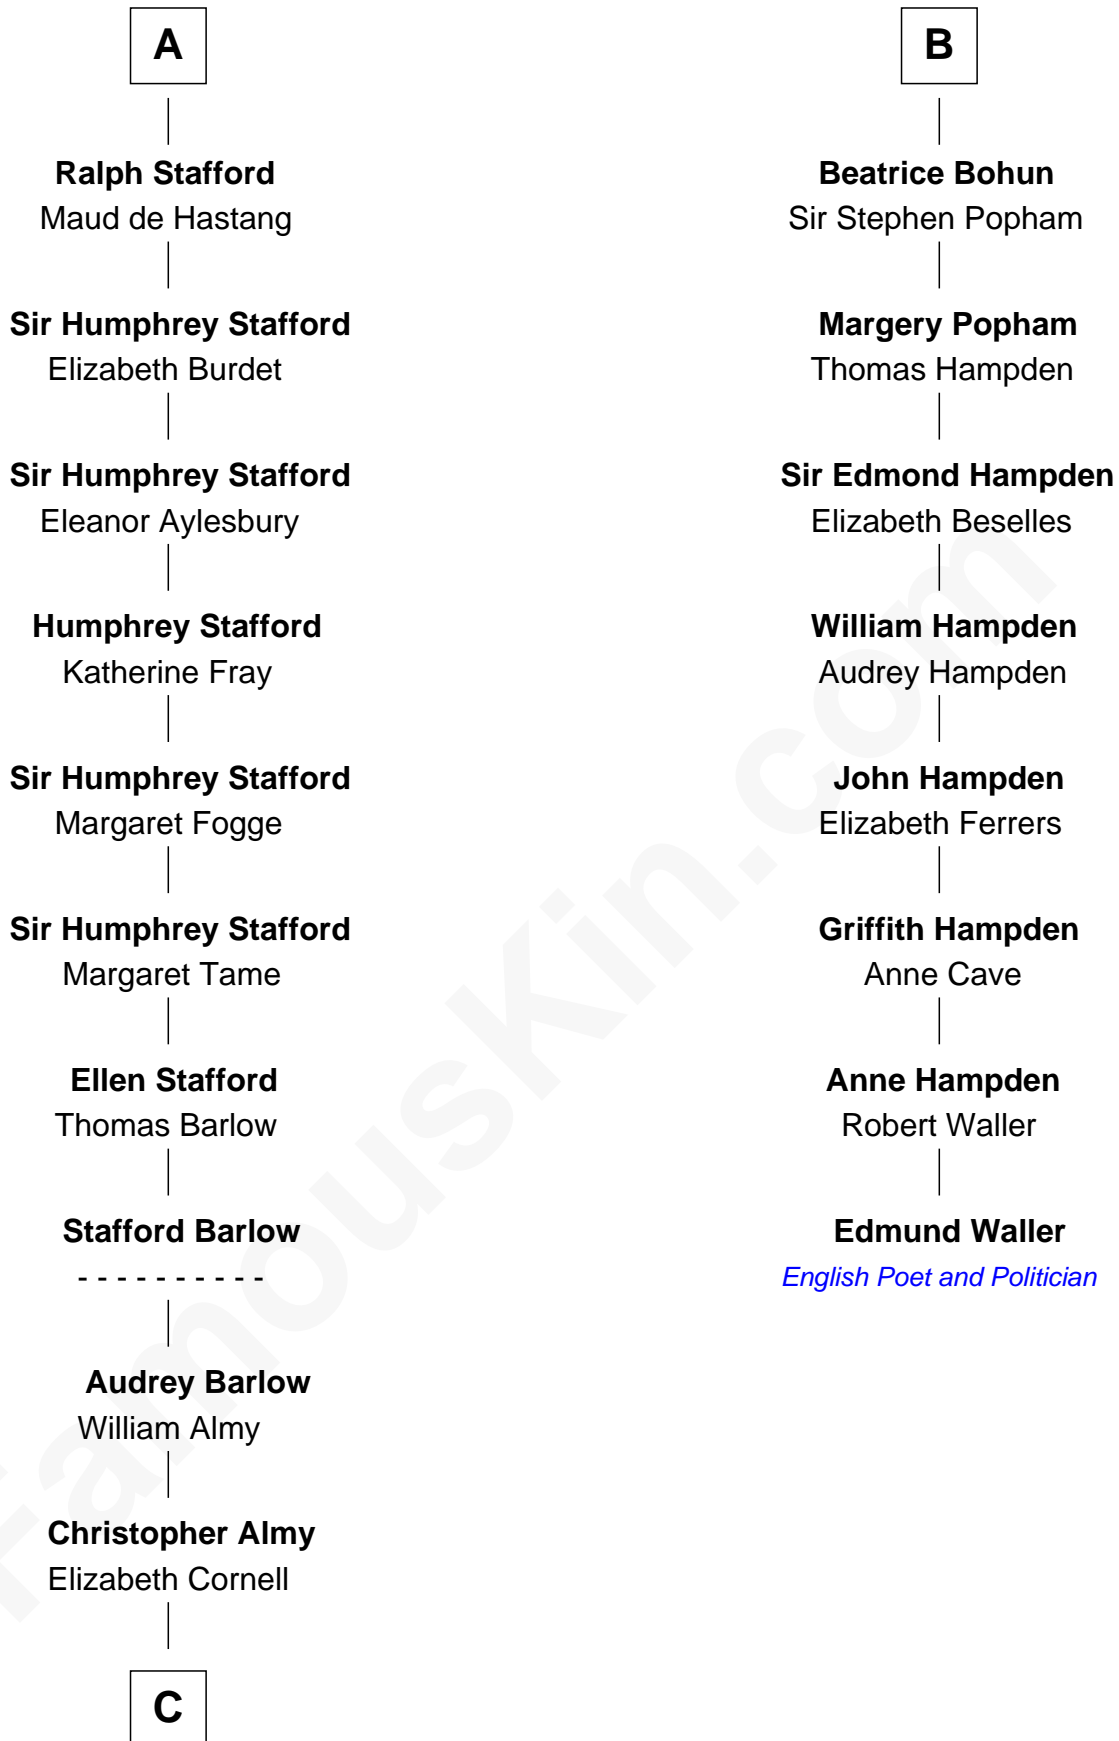 A
Ralph Stafford
Maud de Hastang
Sir Humphrey Stafford
Elizabeth Burdet
Sir Humphrey Stafford
Eleanor Aylesbury
Humphrey Stafford
Katherine Fray
Sir Humphrey Stafford
Margaret Fogge
Sir Humphrey Stafford
Margaret Tame
Ellen Stafford
Thomas Barlow
Stafford Barlow
- - - - - - - - - -
Audrey Barlow
William Almy
Christopher Almy
Elizabeth Cornell
C
B
Beatrice Bohun
Sir Stephen Popham
Margery Popham
Thomas Hampden
Sir Edmond Hampden
Elizabeth Beselles
William Hampden
Audrey Hampden
John Hampden
Elizabeth Ferrers
Griffith Hampden
Anne Cave
Anne Hampden
Robert Waller
Edmund Waller
English Poet and Politician
FamousKin.com